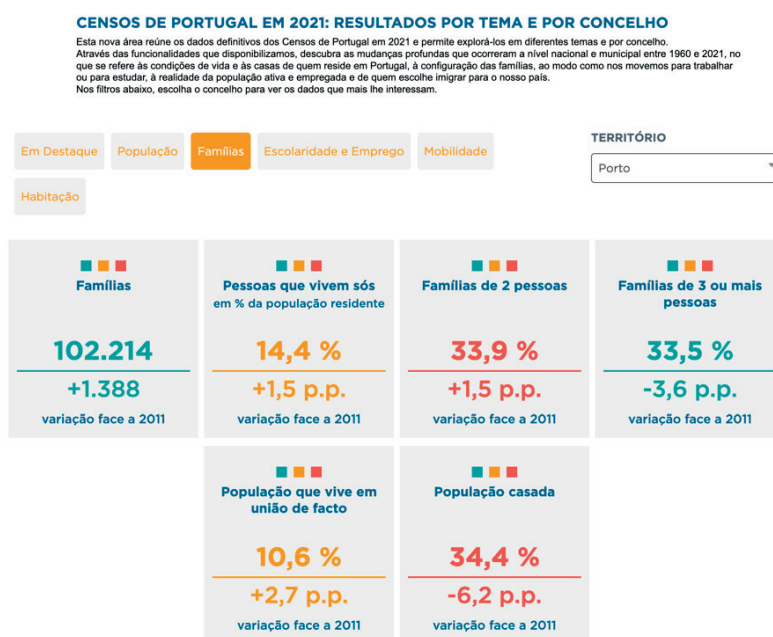 CENSOS DE PORTUGAL EM 2021: RESULTADOS POR TEMA E POR CONCELHO
Esta nova área reúne os dados definitivos dos Censos de Portugal em 2021 e permite explorá-los em diferentes temas e por concelho.
Através das funcionalidades que disponibilizamos, descubra as mudanças profundas que ocorreram a nível nacional e municipal entre 1960 e 2021, no
que se refere às condições de vida e às casas de quem reside em Portugal, à configuração das famílias, ao modo como nos movemos para trabalhar
ou para estudar, à realidade da população ativa e empregada e de quem escolhe imigrar para o nosso país.
Nos filtros abaixo, escolha o concelho para ver os dados que mais lhe interessam.
TERRITÓRIO
Em Destaque
População
Famílias
Escolaridade e Emprego
Mobilidade
Porto
Habitação
Famílias
102.214
+1.388
variação face a 2011
Pessoas que vivem sós
em % da população residente
14,4 %
+1,5 p.p.
variação face a 2011
Famílias de 2 pessoas
33,9 %
+1,5 p.p.
variação face a 2011
Famílias de 3 ou mais
pessoas
33,5 %
-3,6 p.p.
variação face a 2011
População que vive em
união de facto
10,6 %
+2,7 p.p.
variação face a 2011
População casada
34,4 %
-6,2 p.p.
variação face a 2011